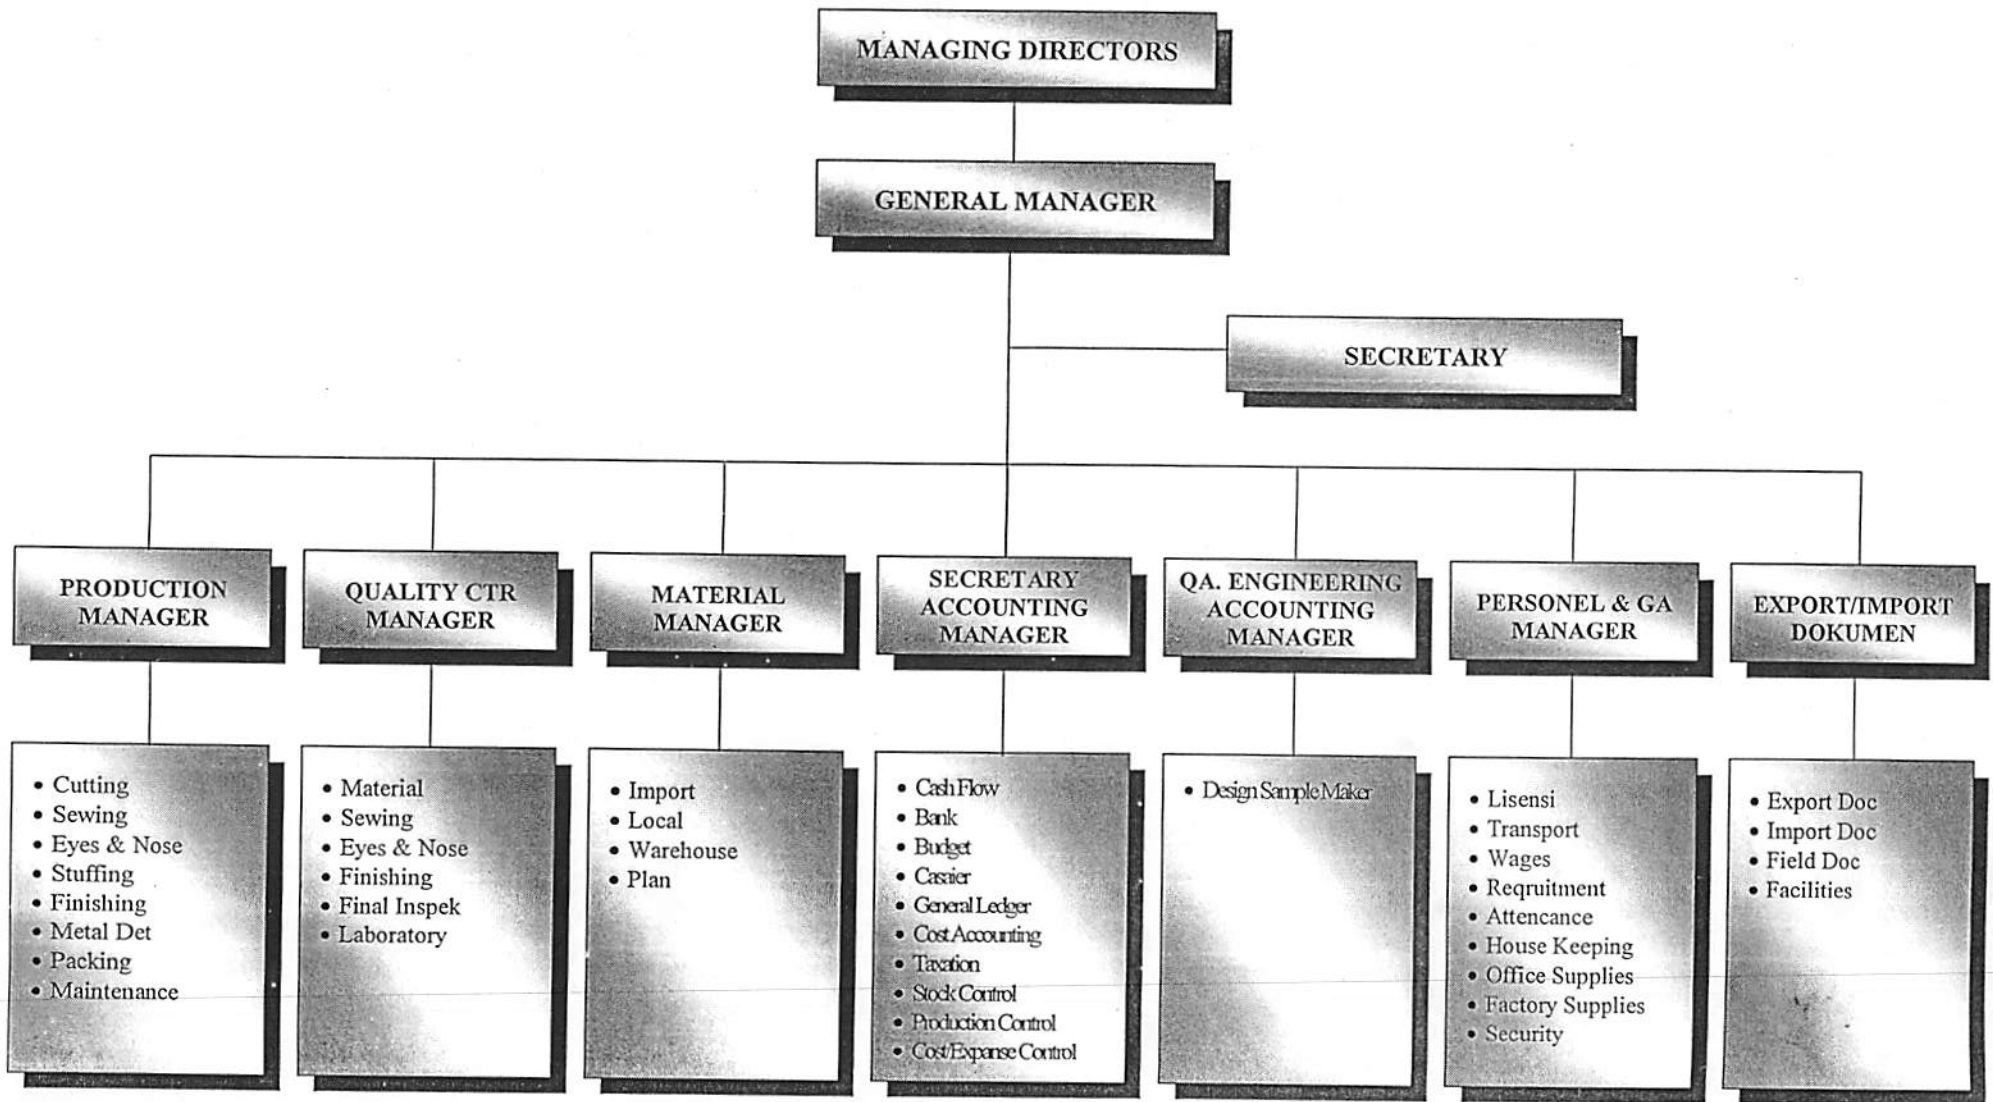 MANAGING DIRECTORS
GENERAL MANAGER
SECRETARY
PRODUCTION
MANAGER
QUALITY CTR
MANAGER
MATERIAL
MANAGER
SECRETARY
ACCOUNTING
MANAGER
QA. ENGINEERING
ACCOUNTING
MANAGER
PERSONEL & GA
MANAGER
EXPORT/IMPORT
DOKUMEN
• Cutting
• Sewing
• Eyes & Nose
• Stuffing
• Finishing
• Metal Det
• Packing
• Maintenance
• Material
• Sewing
• Eyes & Nose
• Finishing
• Final Inspek
• Laboratory
• Import
• Local
• Warehouse
• Plan
• Cash Flow
• Bank
• Budget
• Casaier
• General Ledger
• Cost Accounting
• Taxation
• Stock Control
• Production Control
• Cost/Expanse Control
• Design Sample Maker
• Lisensi
• Transport
• Wages
• Reqruitment
• Attencance
• House Keeping
• Office Supplies
• Factory Supplies
• Security
• Export Doc
• Import Doc
• Field Doc
• Facilities